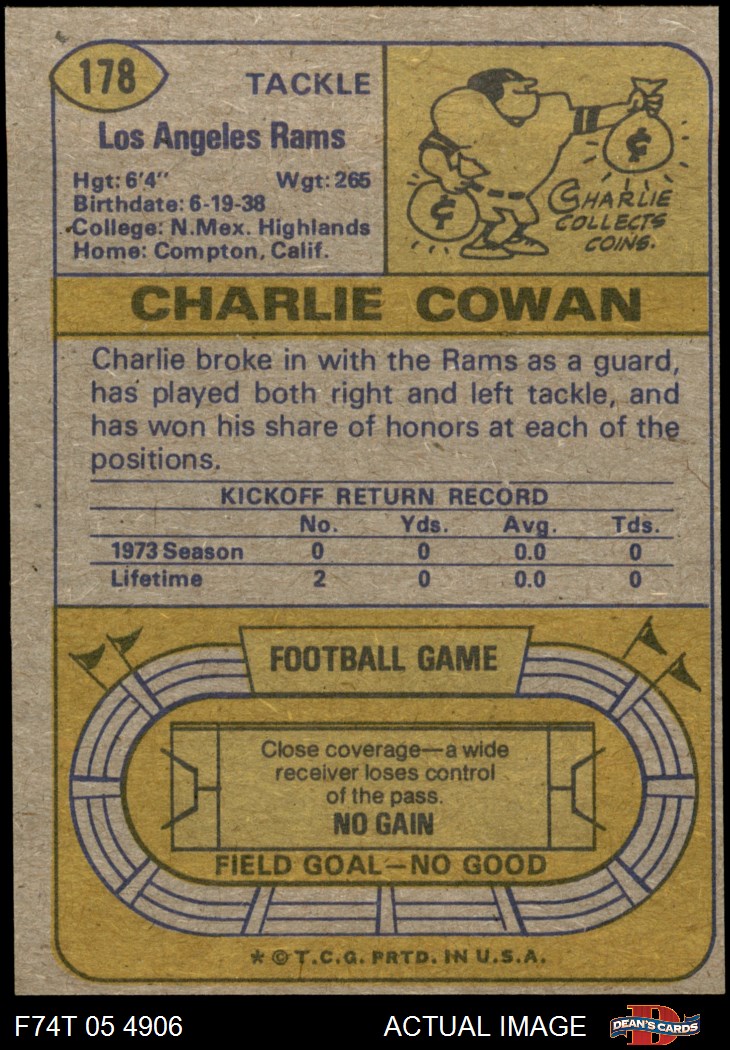 178
TACKLE
Los Angeles Rams
Hgt: 6'4" Wgt: 265
Birthdate: 6-19-38
College: N.Mex. Highlands
Home: Compton, Calif.
¢
¢
CHARLIE
COLLECTS
COINS.
CHARLIE COWAN
Charlie broke in with the Rams as a guard,
has played both right and left tackle, and
has won his share of honors at each of the
positions.
KICKOFF RETURN RECORD
No. Yds. Avg. Tds.
1973 Season 0 0 0.0 0
Lifetime 2 0 0.0 0
FOOTBALL GAME
Close coverage—a wide
receiver loses control
of the pass.
NO GAIN
FIELD GOAL—NO GOOD
* © T.C.G. PRTD. IN U.S.A.
F74T 05 4906 ACTUAL IMAGE
D
DEAN'S CARDS